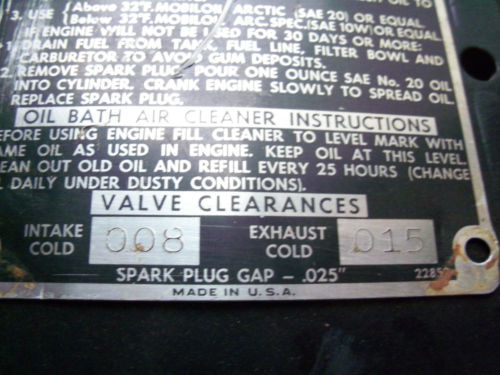 OIL TO
3. USE {Above 32°F. MOBILOIL ARCTIC (SAE 20) OR EQUAL.
{Below 32°F. MOBILOIL ARC. SPEC. (SAE 10W) OR EQUAL.
IF ENGINE WILL NOT BE USED FOR 30 DAYS OR MORE:
1. DRAIN FUEL FROM TANK, FUEL LINE, FILTER BOWL AND
CARBURETOR TO AVOID GUM DEPOSITS.
2. REMOVE SPARK PLUG, POUR ONE OUNCE SAE No. 20 OIL
INTO CYLINDER. CRANK ENGINE SLOWLY TO SPREAD OIL.
REPLACE SPARK PLUG.
OIL BATH AIR CLEANER INSTRUCTIONS
EFORE USING ENGINE FILL CLEANER TO LEVEL MARK WITH
AME OIL AS USED IN ENGINE. KEEP OIL AT THIS LEVEL.
EAN OUT OLD OIL AND REFILL EVERY 25 HOURS (CHANGE
L DAILY UNDER DUSTY CONDITIONS).
VALVE CLEARANCES
INTAKE COLD 008 EXHAUST COLD .015
SPARK PLUG GAP — .025" 2285
MADE IN U.S.A.